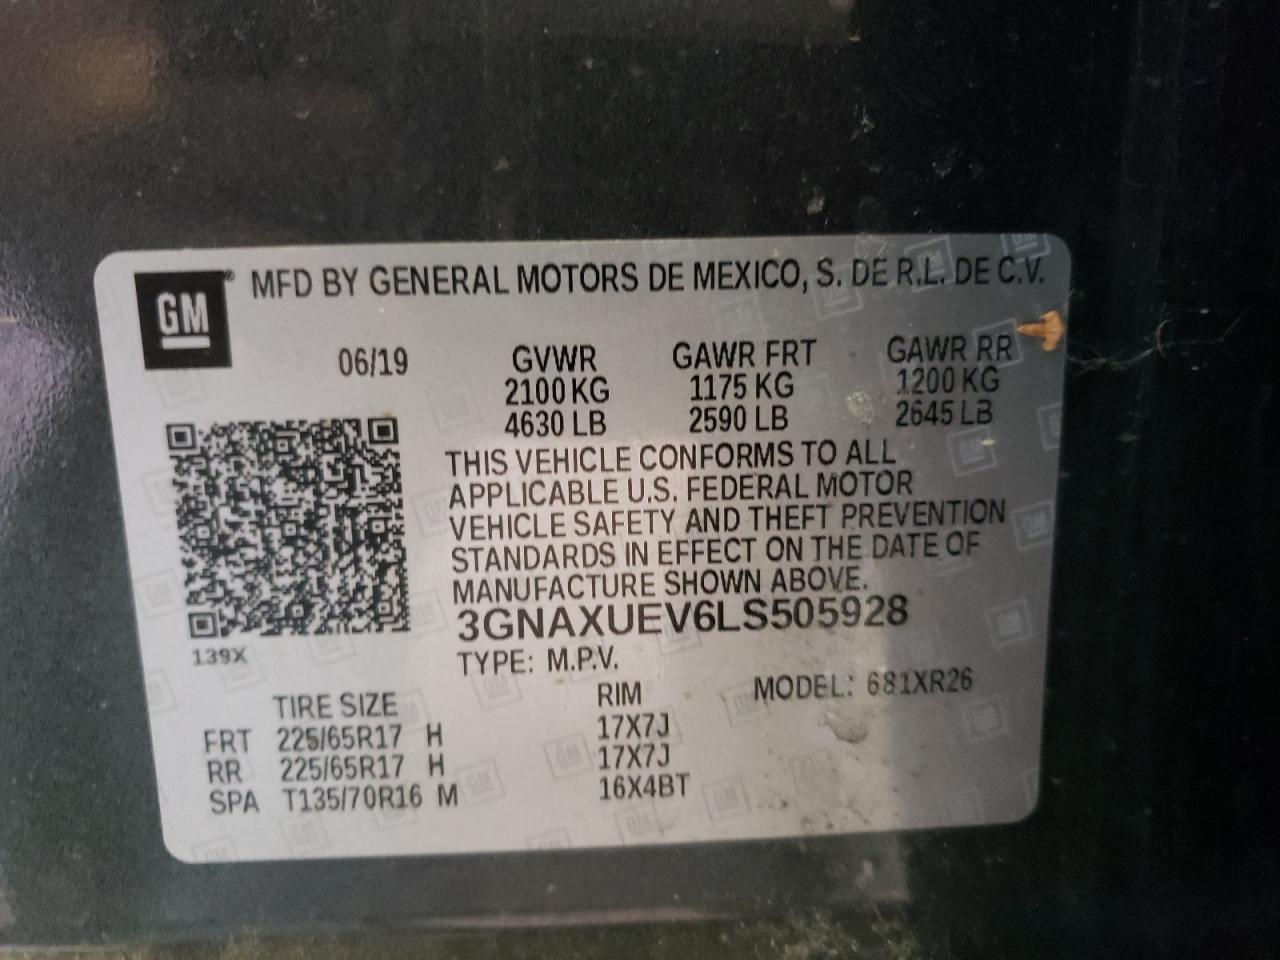 GM® MFD BY GENERAL MOTORS DE MEXICO, S. DE R.L. DE C.V.
06/19 GVWR GAWR FRT GAWR RR
2100 KG 1175 KG 1200 KG
4630 LB 2590 LB 2645 LB
THIS VEHICLE CONFORMS TO ALL
APPLICABLE U.S. FEDERAL MOTOR
VEHICLE SAFETY AND THEFT PREVENTION
STANDARDS IN EFFECT ON THE DATE OF
MANUFACTURE SHOWN ABOVE.
3GNAXUEV6LS505928
139X TYPE: M.P.V.
TIRE SIZE RIM MODEL: 681XR26
FRT 225/65R17 H 17X7J
RR 225/65R17 H 17X7J
SPA T135/70R16 M 16X4BT